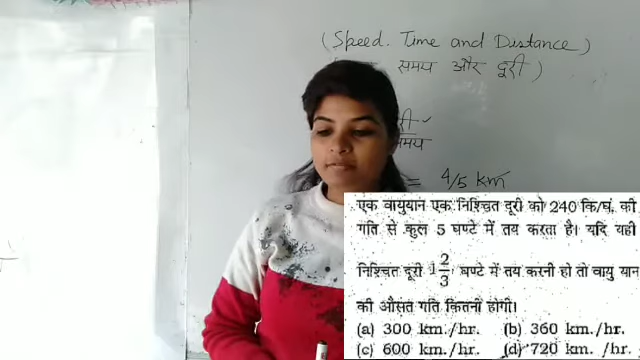 (Speed. Time and Distance)
समय और दूरी)
समय
= 4/5 km
एक वायुयान एक निश्चित दूरी को 240 कि/घं. की
गति से कुल 5 घण्टे में तय करता है। यदि यही
निश्चित दूरी 1 2/3 घण्टे में तय करनी हो तो वायु यान
की औसत गति कितनी होगी।
(a) 300 km./hr. (b) 360 km./hr.
(c) 600 km./hr. (d) 720 km./hr.